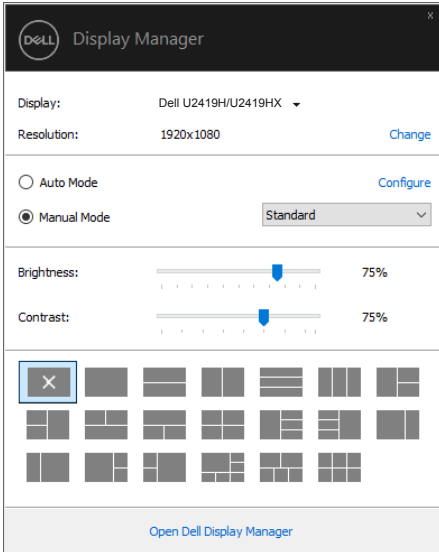 x
DELL Display Manager
Display: Dell U2419H/U2419HX
Resolution: 1920x1080 Change
Auto Mode Configure
Manual Mode Standard
Brightness: 75%
Contrast: 75%
Open Dell Display Manager